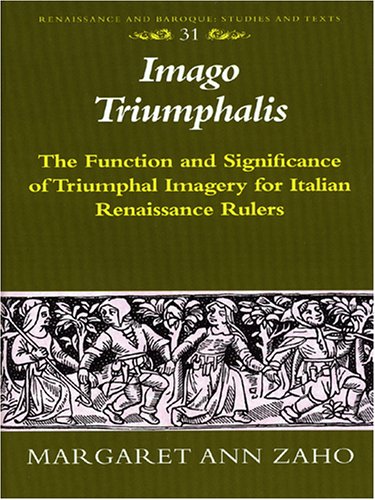 RENAISSANCE AND BAROQUE: STUDIES AND TEXTS
31
Imago
Triumphalis
The Function and Significance
of Triumphal Imagery for Italian
Renaissance Rulers
MARGARET ANN ZAHO